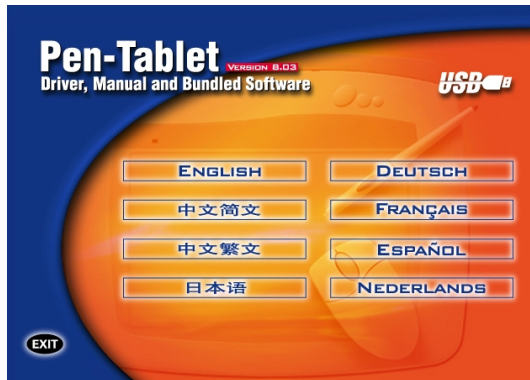 Pen-Tablet VERSION 8.03
Driver, Manual and Bundled Software
USB
ENGLISH
中文简文
中文繁文
日本语
DEUTSCH
FRANÇAIS
ESPAÑOL
NEDERLANDS
EXIT